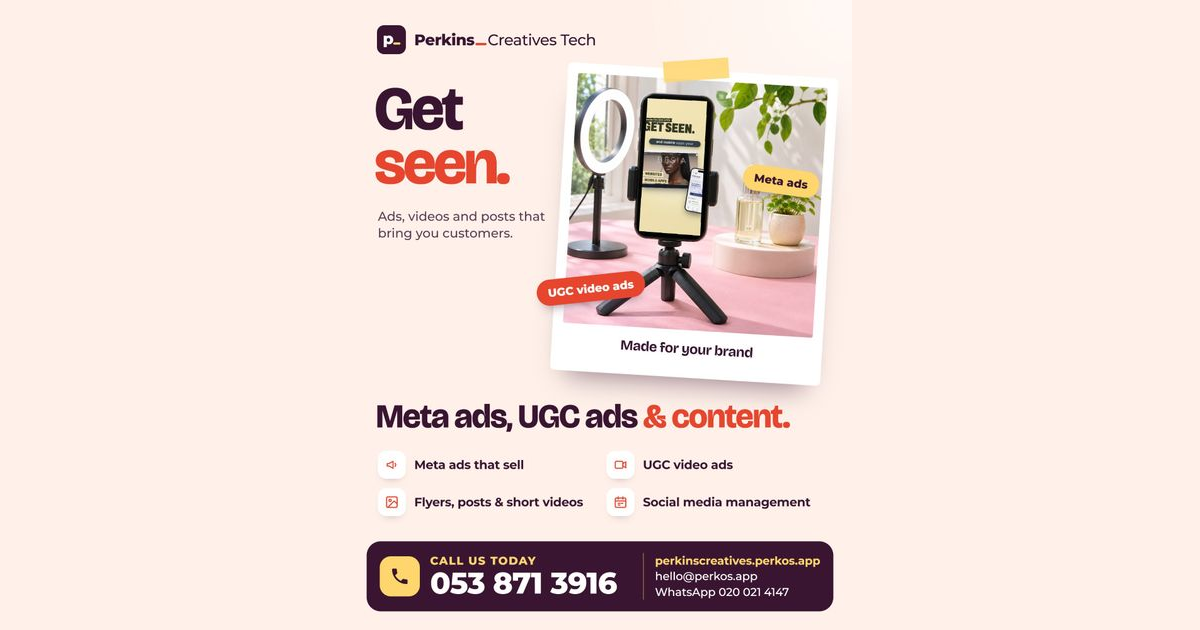 p_
Perkins_Creatives Tech
Get
seen.
Ads, videos and posts that
bring you customers.
GET SEEN.
Meta ads
UGC video ads
Made for your brand
Meta ads, UGC ads & content.
Meta ads that sell
UGC video ads
Flyers, posts & short videos
Social media management
CALL US TODAY
053 871 3916
perkinscreatives.perkos.app
hello@perkos.app
WhatsApp 020 021 4147